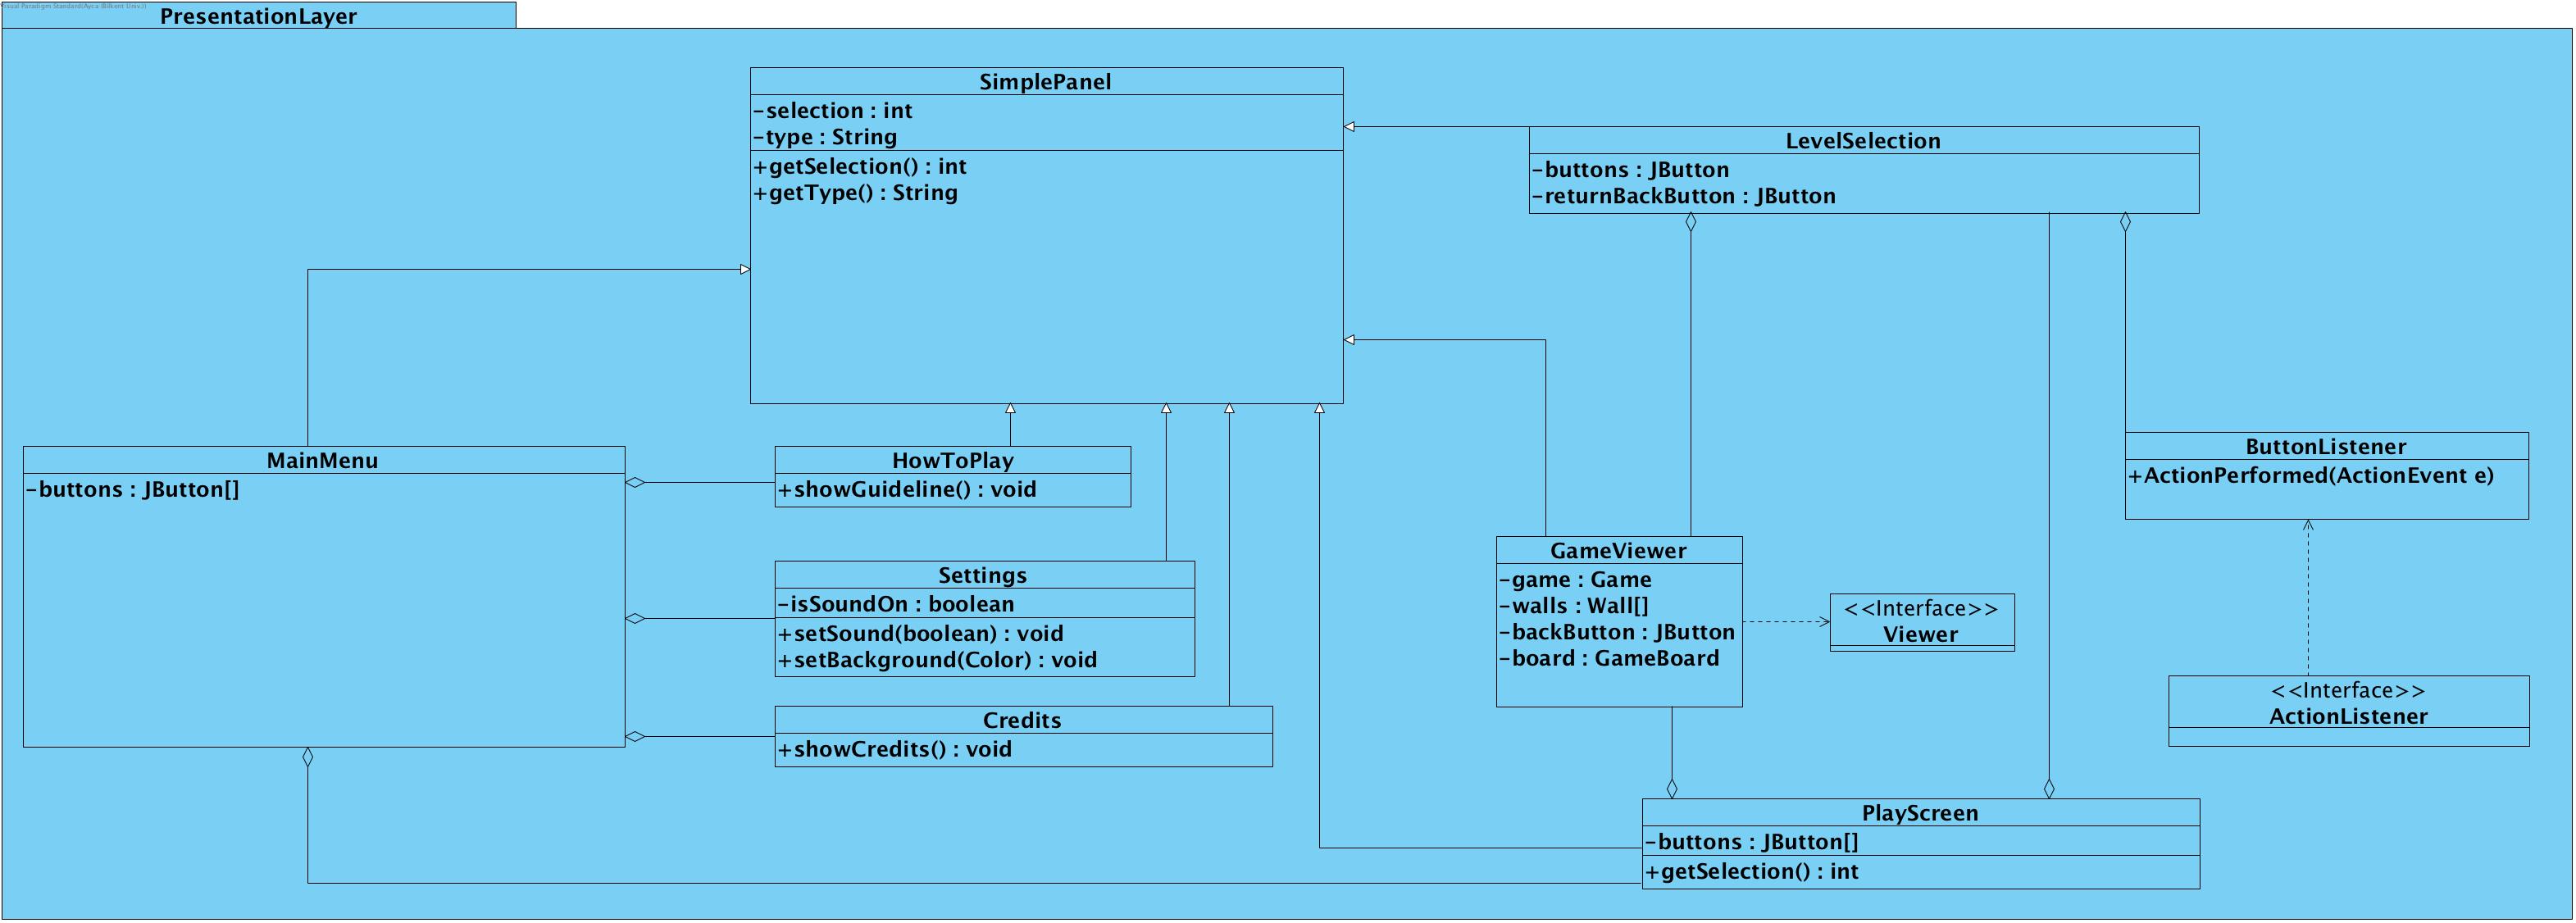 Visual Paradigm Standard(Ayca (Bilkent Univ.))
PresentationLayer
SimplePanel
-selection : int
-type : String
+getSelection() : int
+getType() : String
LevelSelection
-buttons : JButton
-returnBackButton : JButton
MainMenu
-buttons : JButton[]
HowToPlay
+showGuideline() : void
Settings
-isSoundOn : boolean
+setSound(boolean) : void
+setBackground(Color) : void
Credits
+showCredits() : void
GameViewer
-game : Game
-walls : Wall[]
-backButton : JButton
-board : GameBoard
<<Interface>>
Viewer
ButtonListener
+ActionPerformed(ActionEvent e)
<<Interface>>
ActionListener
PlayScreen
-buttons : JButton[]
+getSelection() : int